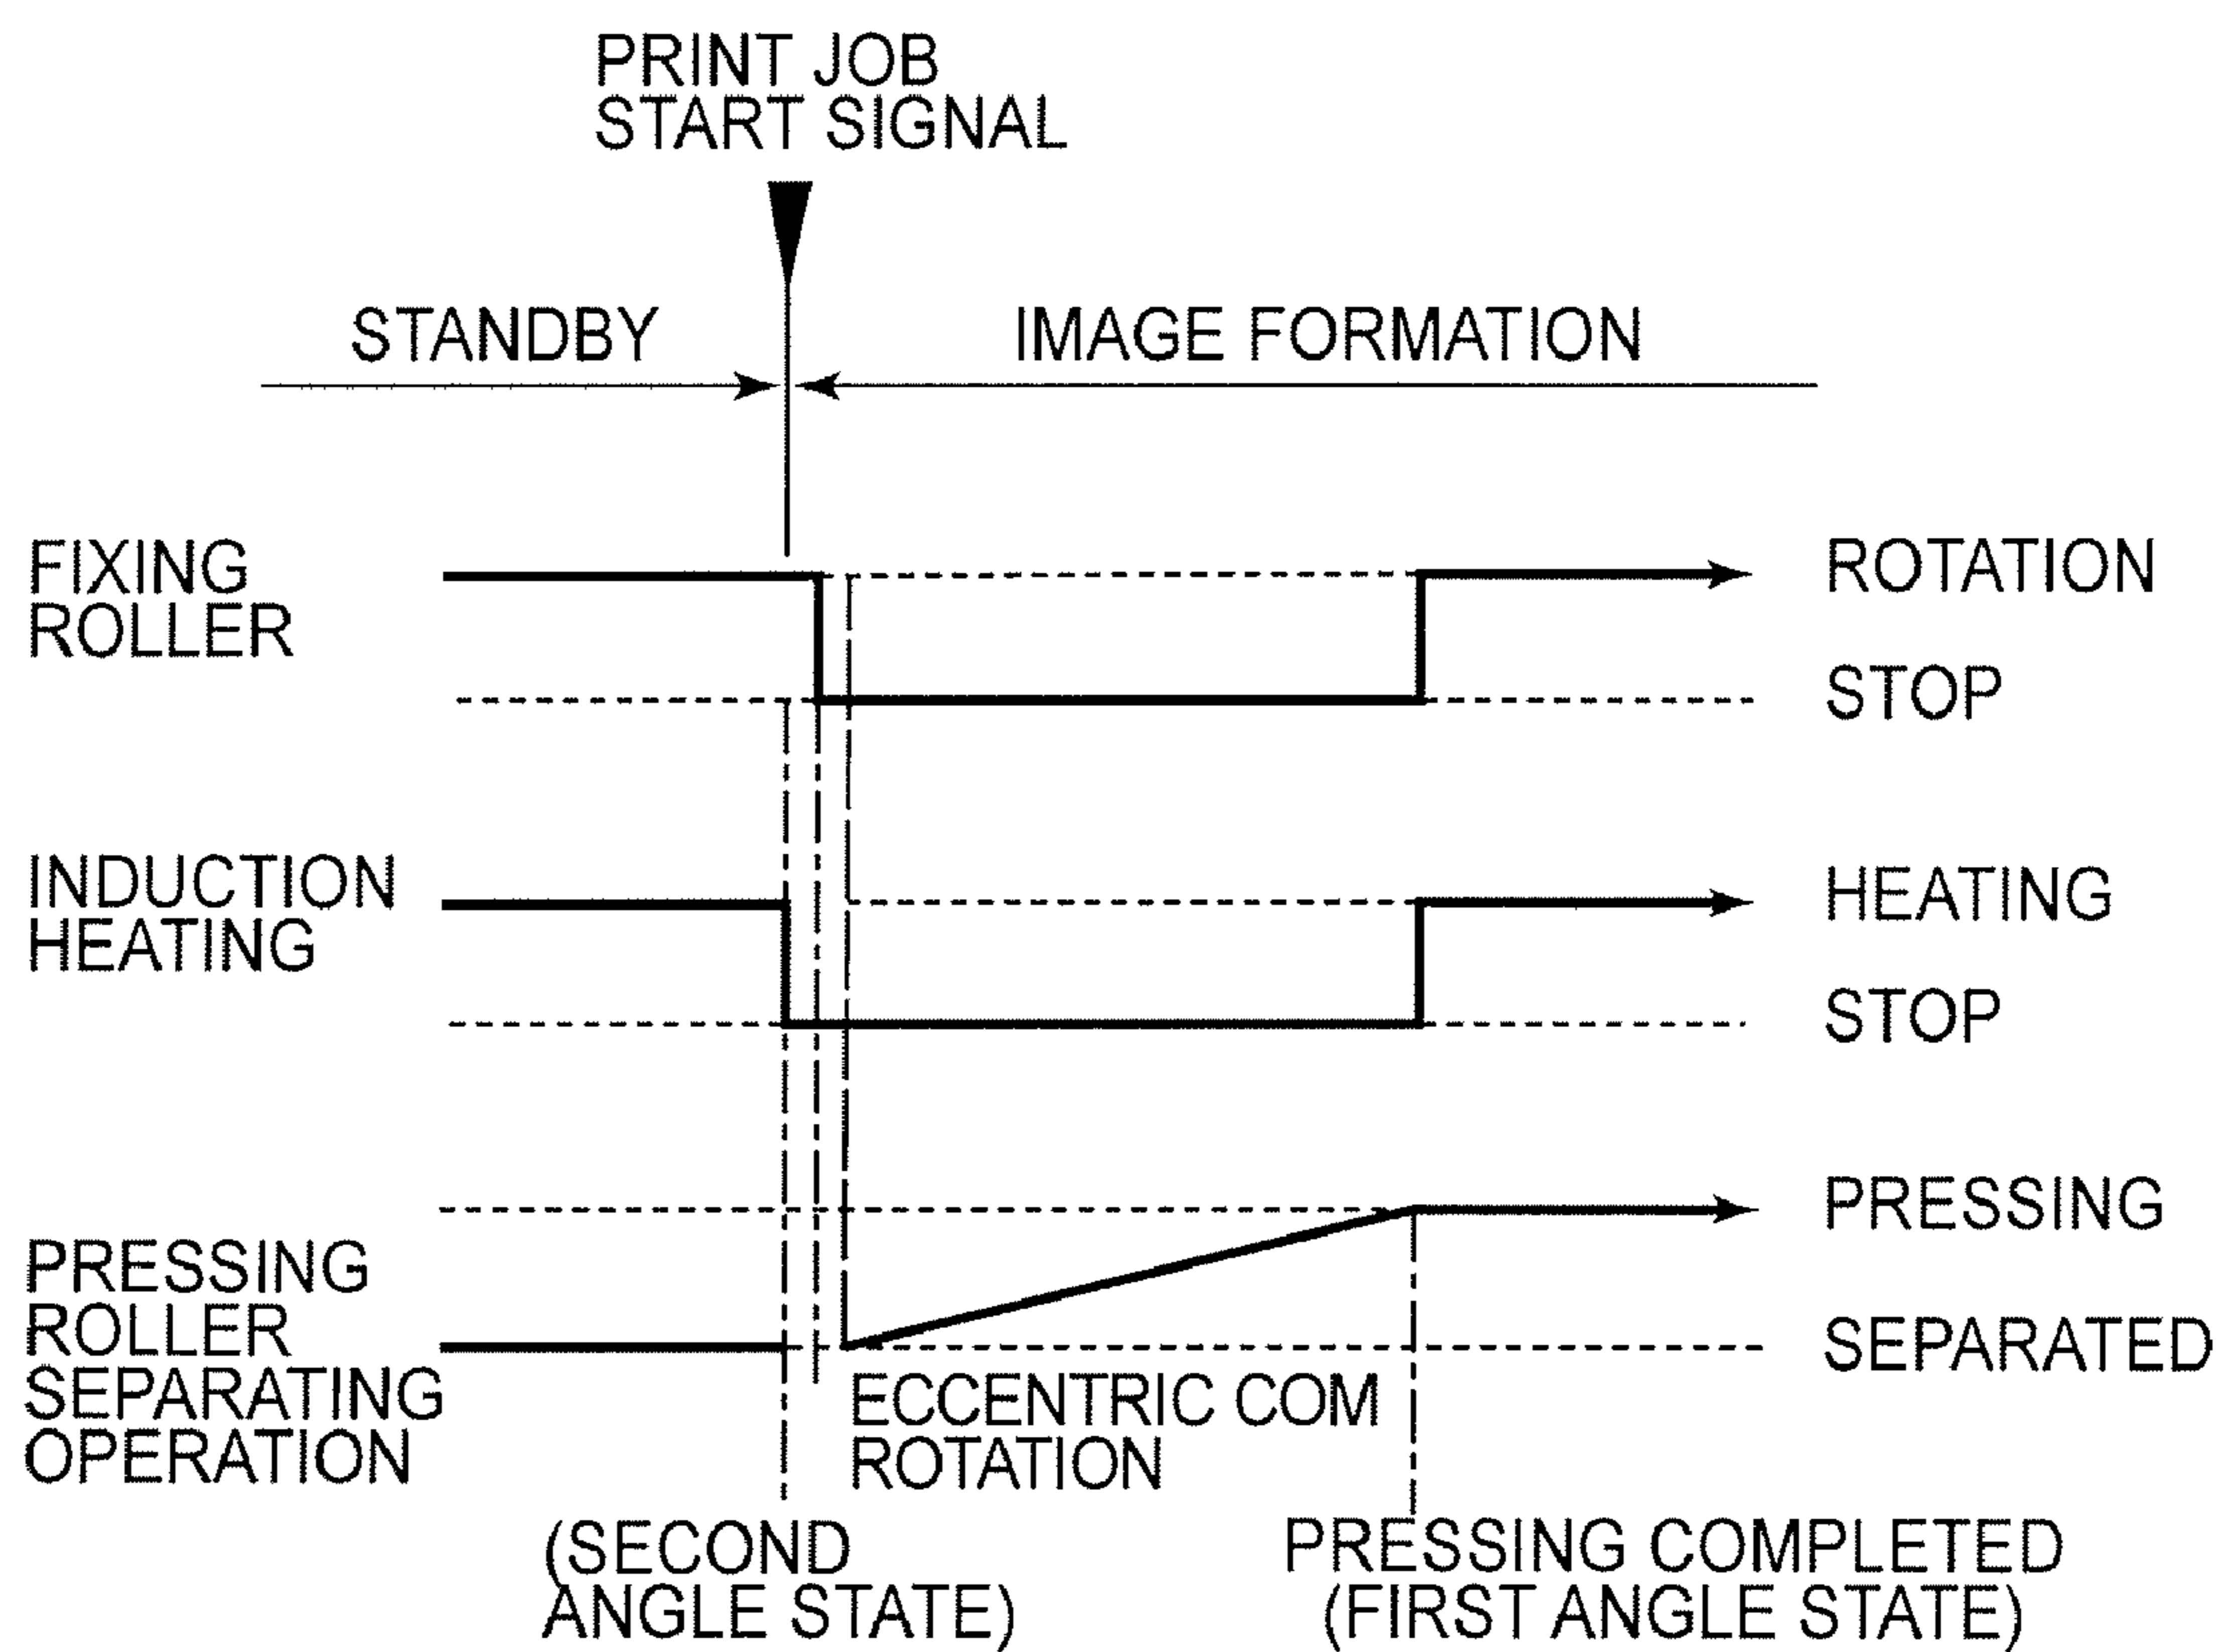 PRINT JOB
START SIGNAL
STANDBY
IMAGE FORMATION
FIXING
ROLLER
ROTATION
STOP
INDUCTION
HEATING
HEATING
STOP
PRESSING
ROLLER
SEPARATING
OPERATION
PRESSING
SEPARATED
ECCENTRIC COM
ROTATION
(SECOND
ANGLE STATE)
PRESSING COMPLETED
(FIRST ANGLE STATE)